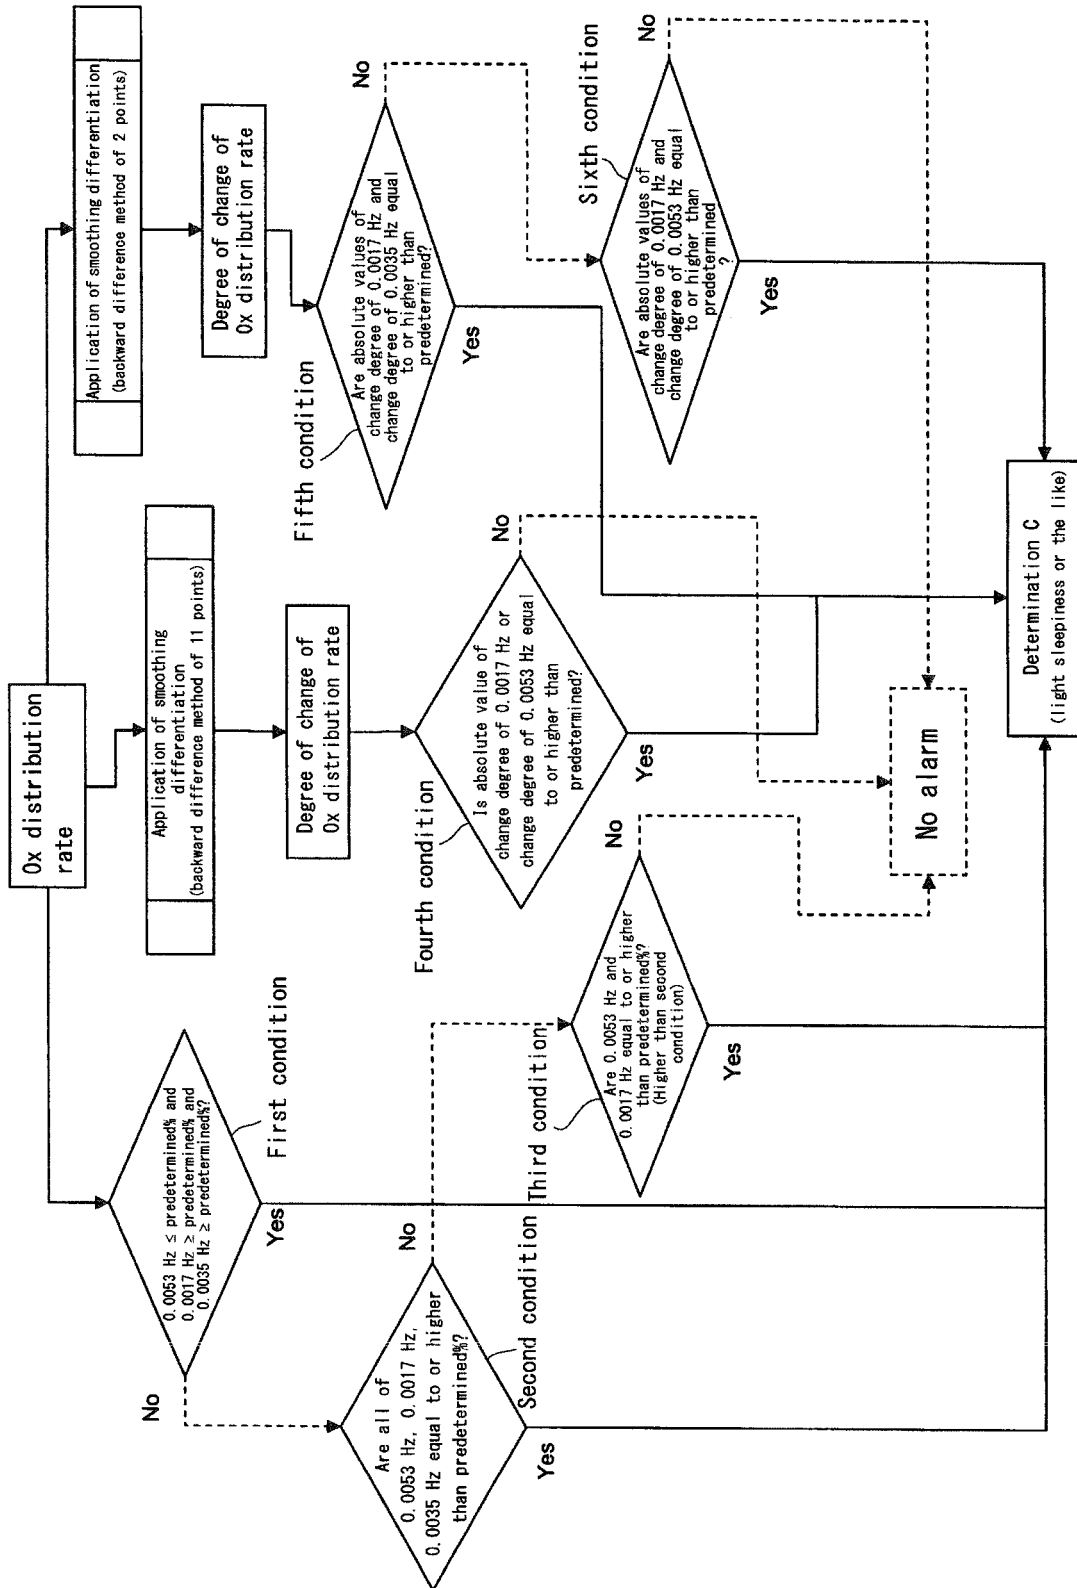 Ox distribution
rate
0.0053 Hz ≤ predetermined% and
0.0017 Hz ≥ predetermined% and
0.0035 Hz ≥ predetermined%?
First condition
Yes
No
Are all of
0.0053 Hz, 0.0017 Hz,
0.0035 Hz equal to or higher
than predetermined%?
Second condition
Yes
No
Third condition
Are 0.0053 Hz and
0.0017 Hz equal to or higher
than predetermined%?
(Higher than second
condition)
Yes
No
Application of smoothing
differentiation
(backward difference method of 11 points)
Degree of change of
Ox distribution rate
Fourth condition
Is absolute value of
change degree of 0.0017 Hz or
change degree of 0.0053 Hz equal
to or higher than
predetermined?
Yes
No
Application of smoothing differentiation
(backward difference method of 2 points)
Degree of change of
Ox distribution rate
Fifth condition
Are absolute values of
change degree of 0.0017 Hz and
change degree of 0.0035 Hz equal
to or higher than
predetermined?
Yes
No
Sixth condition
Are absolute values of
change degree of 0.0017 Hz and
change degree of 0.0053 Hz equal
to or higher than
predetermined
?
Yes
No
No alarm
Determination C
(light sleepiness or the like)